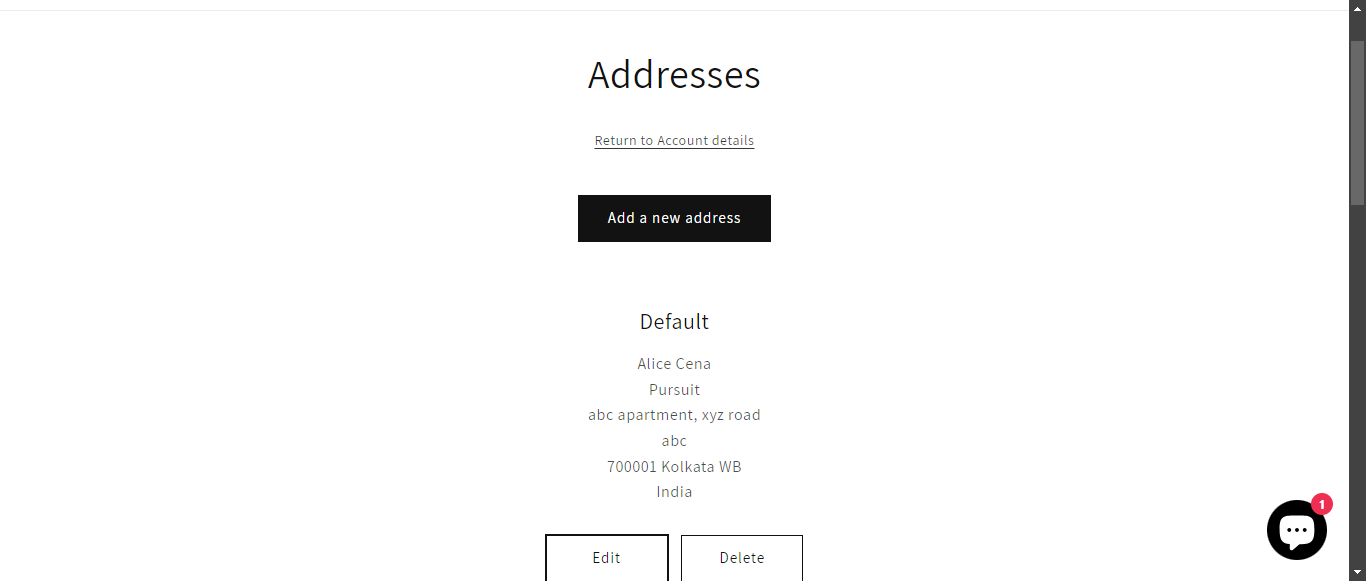 Addresses
Return to Account details
Add a new address
Default
Alice Cena
Pursuit
abc apartment, xyz road
abc
700001 Kolkata WB
India
Edit
Delete
1